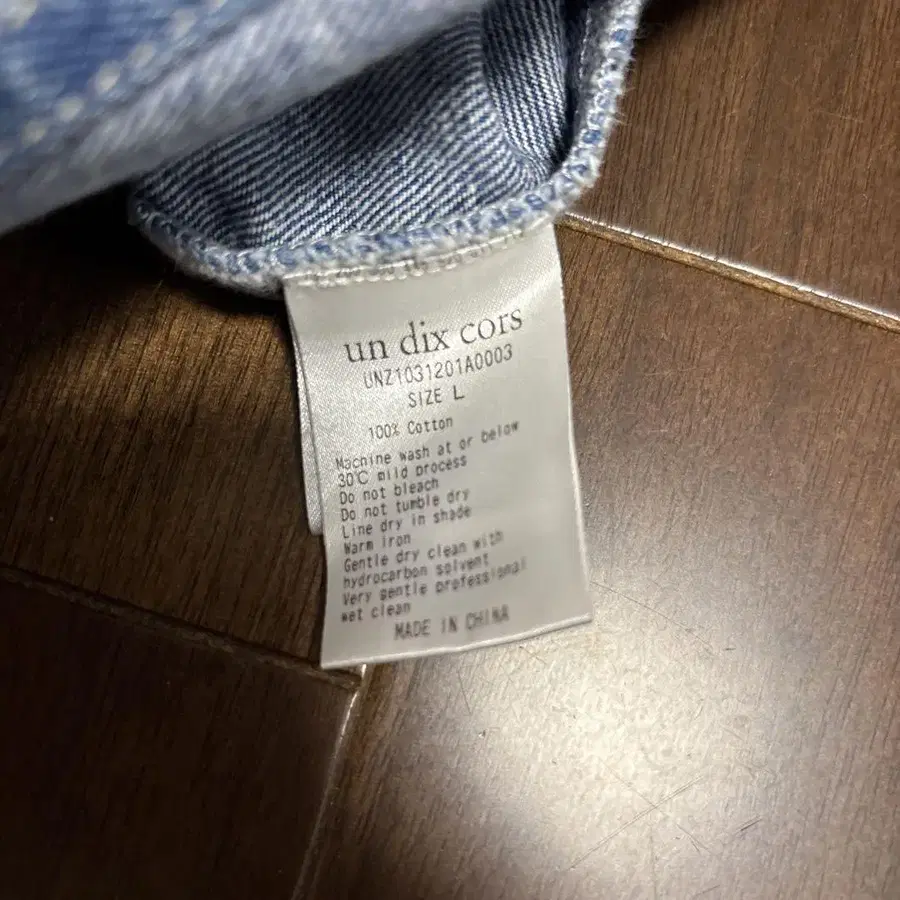 un dix cors
UNZ1031201A0003
SIZE L
100% Cotton
Machine wash at or below
30℃ mild process
Do not bleach
Do not tumble dry
Line dry in shade
Warm iron
Gentle dry clean with
hydrocarbon solvent
Very gentle professional
wet clean
MADE IN CHINA